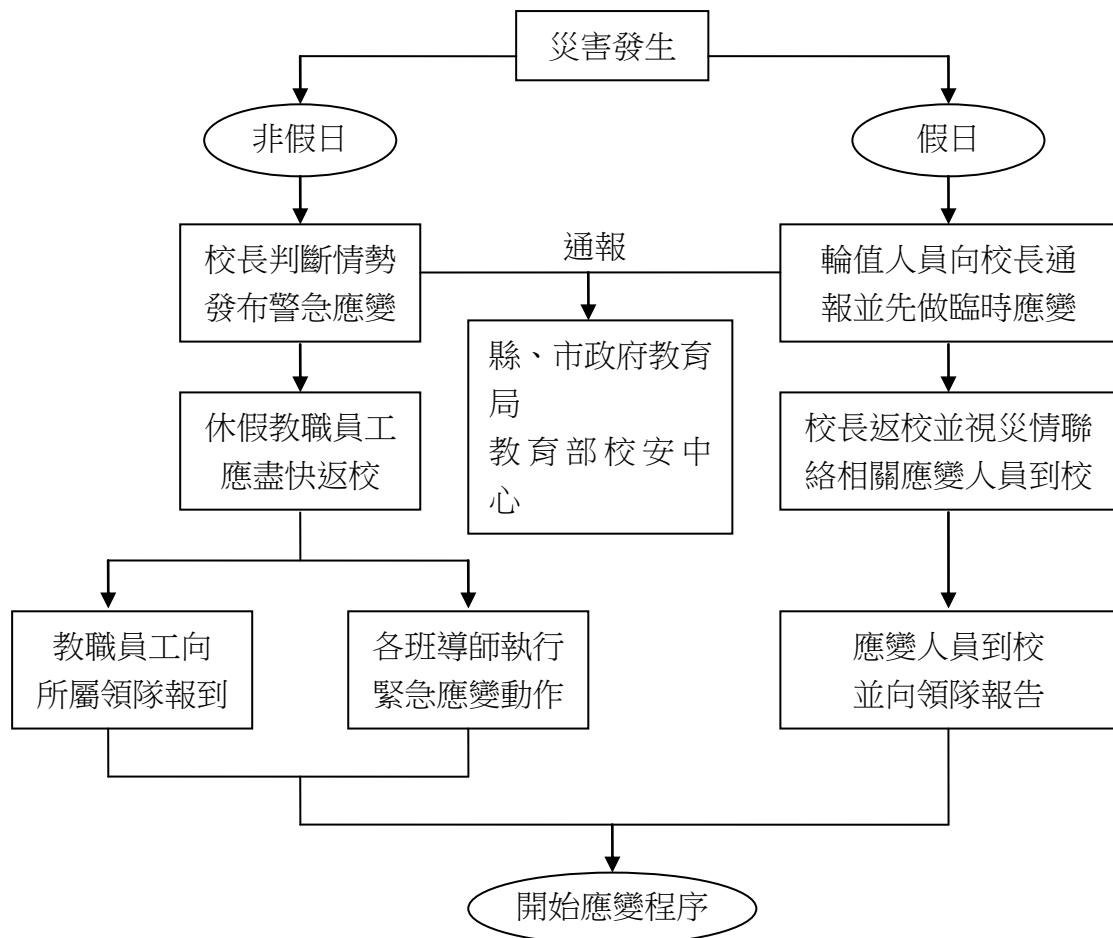 災害發生
非假日
假日
校長判斷情勢
發布警急應變
通報
輪值人員向校長通
報並先做臨時應變
縣、市政府教育
局
教育部校安中
心
休假教職員工
應盡快返校
校長返校並視災情聯
絡相關應變人員到校
教職員工向
所屬領隊報到
各班導師執行
緊急應變動作
應變人員到校
並向領隊報告
開始應變程序